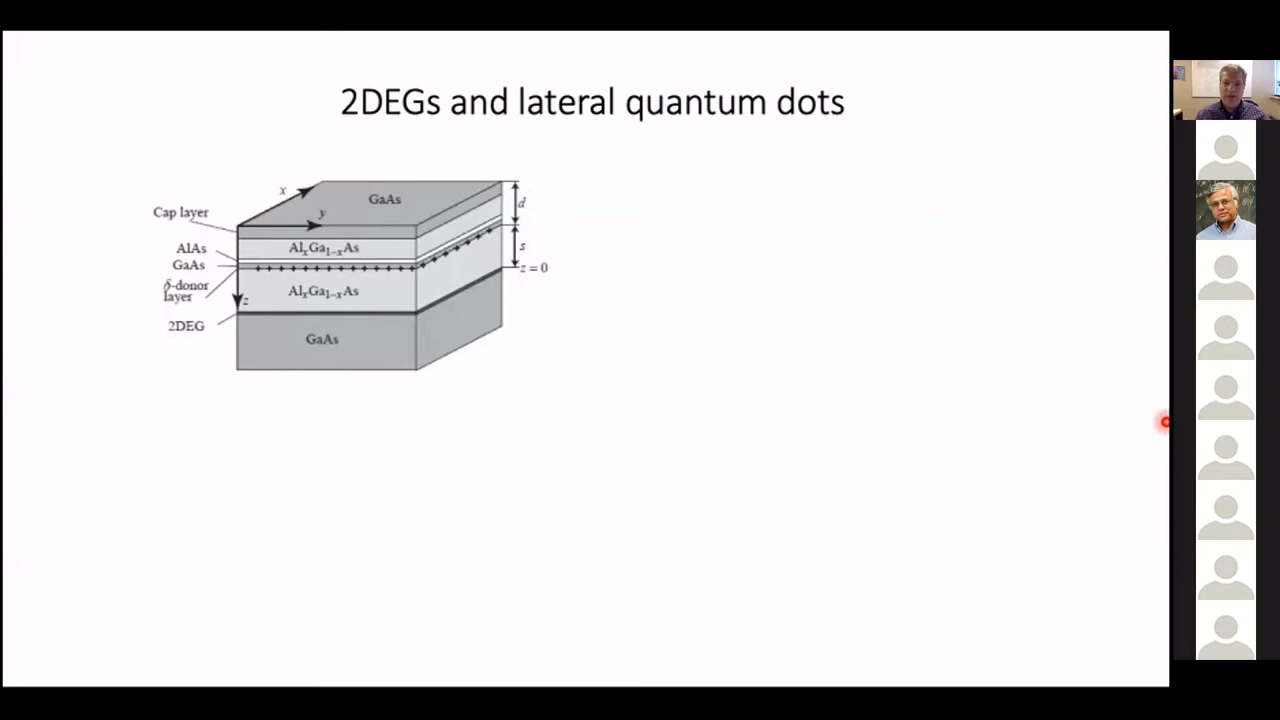 2DEGs and lateral quantum dots
x
GaAs
y
d
Cap layer
AlAs
AlxGa1−xAs
s
GaAs
z = 0
δ-donor
layer
z
AlxGa1−xAs
2DEG
GaAs